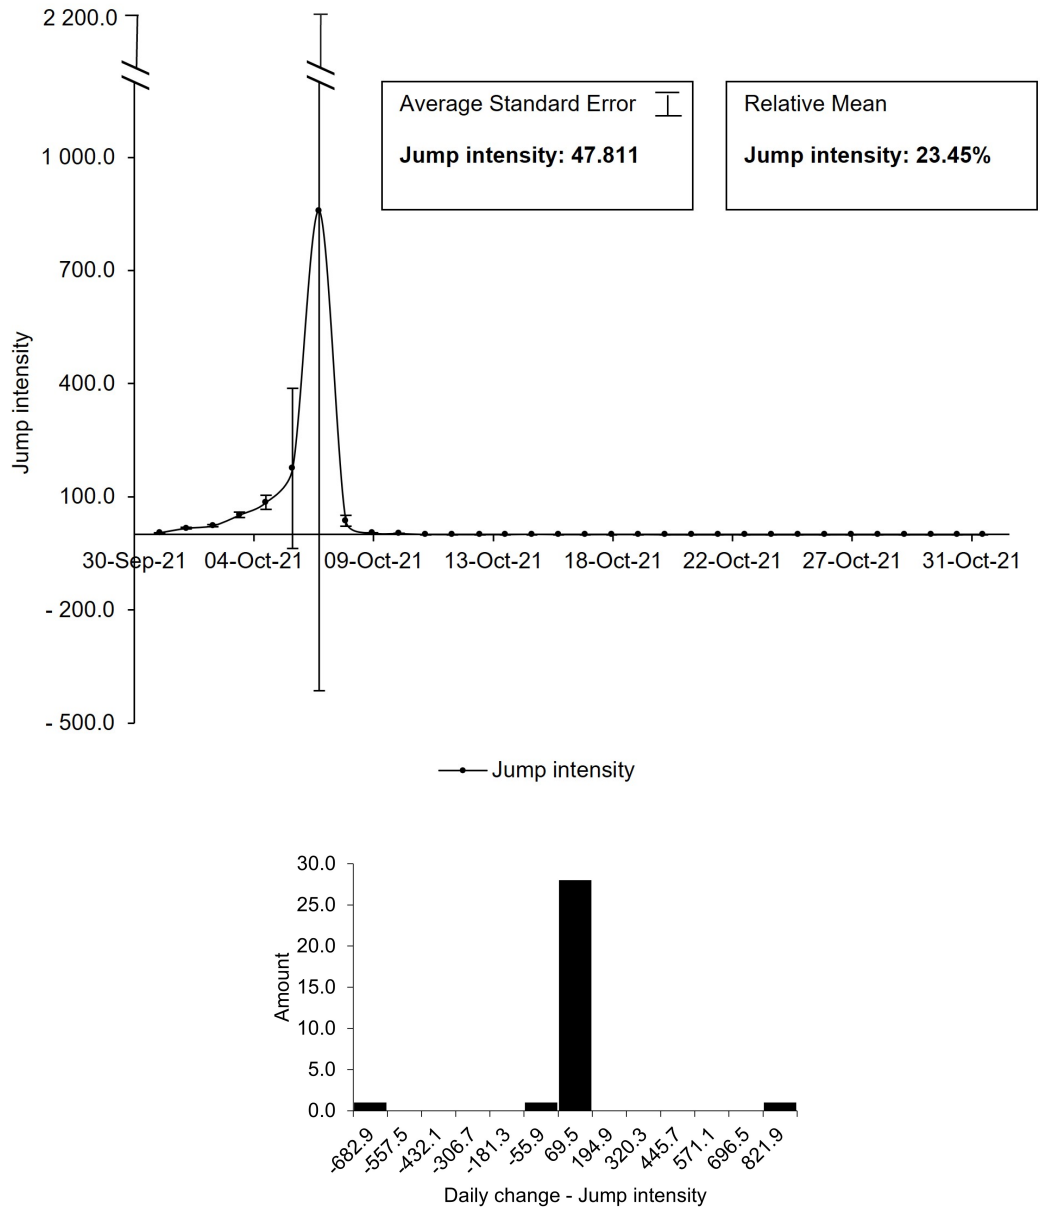 2 200.0
1 000.0
700.0
400.0
100.0
- 200.0
- 500.0
Jump intensity
Average Standard Error
Jump intensity: 47.811
Relative Mean
Jump intensity: 23.45%
30-Sep-21 04-Oct-21 09-Oct-21 13-Oct-21 18-Oct-21 22-Oct-21 27-Oct-21 31-Oct-21
Jump intensity
30.0
25.0
20.0
15.0
10.0
5.0
0.0
Amount
-682.9 -557.5 -432.1 -306.7 -181.3 -55.9 69.5 194.9 320.3 445.7 571.1 696.5 821.9
Daily change - Jump intensity